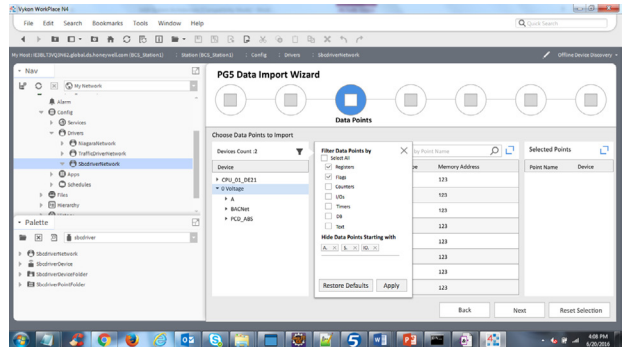 Vykon WorkPlace N4
File Edit Search Bookmarks Tools Window Help
Quick Search
Station (BCS_Station1) Config Drivers SbsdriverNetwork
Offline Device Discovery
Nav
My Network
Alarm
Config
Services
Drivers
NiagaraNetwork
TrafficDriverNetwork
SbsdriverNetwork
Apps
Schedules
Files
Hierarchy
Palette
sbsdriver
SbsdriverNetwork
SbsdriverDevice
SbsdriverDeviceFolder
SbsdriverPointFolder
PG5 Data Import Wizard
Data Points
Choose Data Points to Import
Devices Count :2
Device
CPU_01_DE21
0 Voltage
A
BACNet
PCD_ABS
Filter Data Points by
Select All
Registers
Flags
Counters
I/Os
Timers
DB
Text
Hide Data Points Starting with
A. S. IO.
Restore Defaults Apply
by Point Name
Memory Address
123
123
123
123
123
123
123
123
Selected Points
Point Name Device
Back Next Reset Selection
6:08 PM
6/20/2016